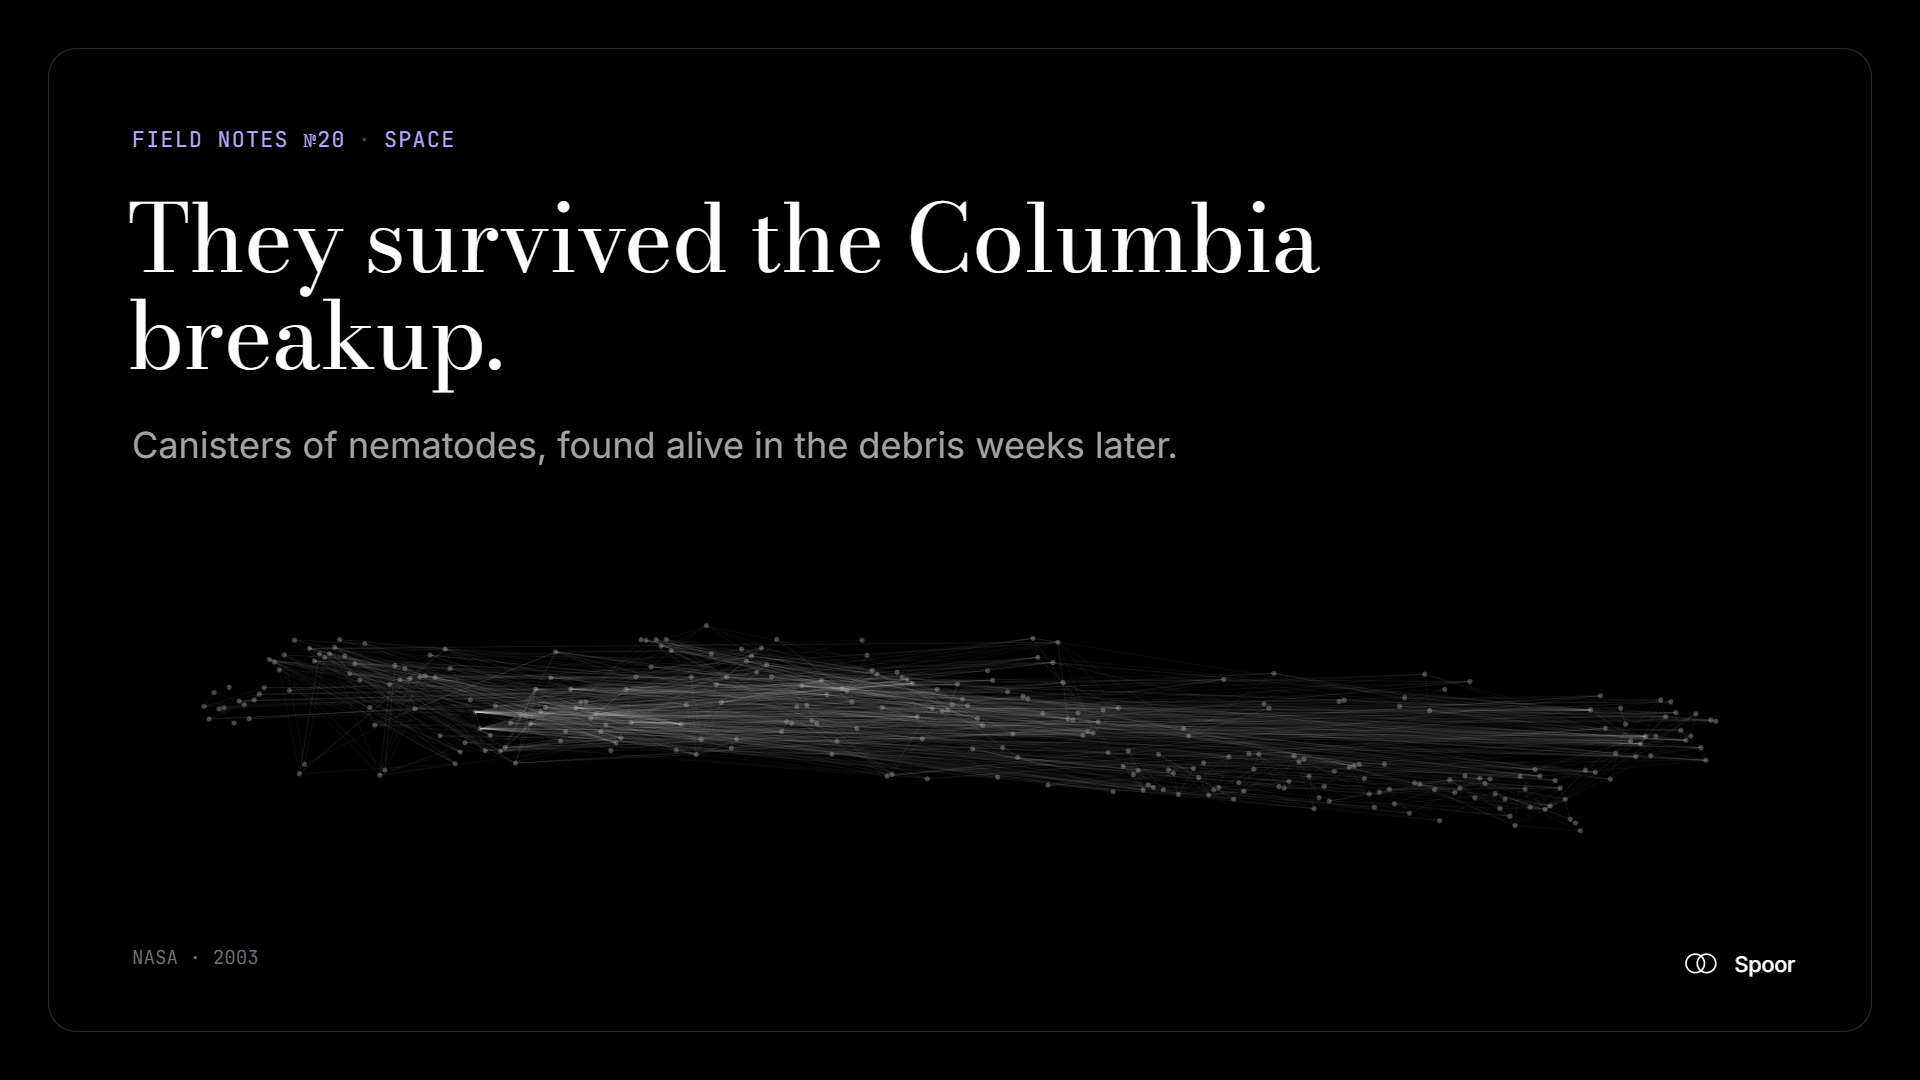 FIELD NOTES №20 · SPACE
They survived the Columbia
breakup.
Canisters of nematodes, found alive in the debris weeks later.
NASA · 2003
Spoor